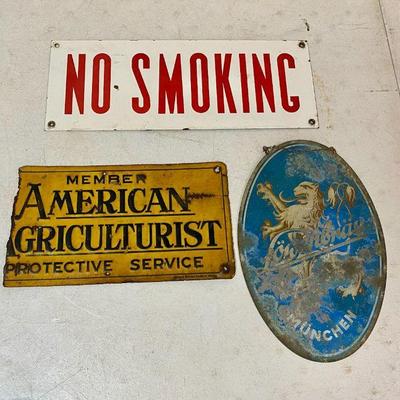 NO SMOKING
MEMBER
AMERICAN
GRICULTURIST
PROTECTIVE SERVICE
MÜNCHEN